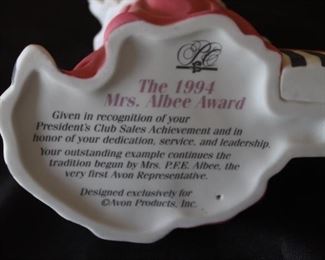 The 1994
Mrs. Albee Award
Given in recognition of your
President's Club Sales Achievement and in
honor of your dedication, service, and leadership.
Your outstanding example continues the
tradition begun by Mrs. P.F.E. Albee, the
very first Avon Representative.
Designed exclusively for
©Avon Products, Inc.